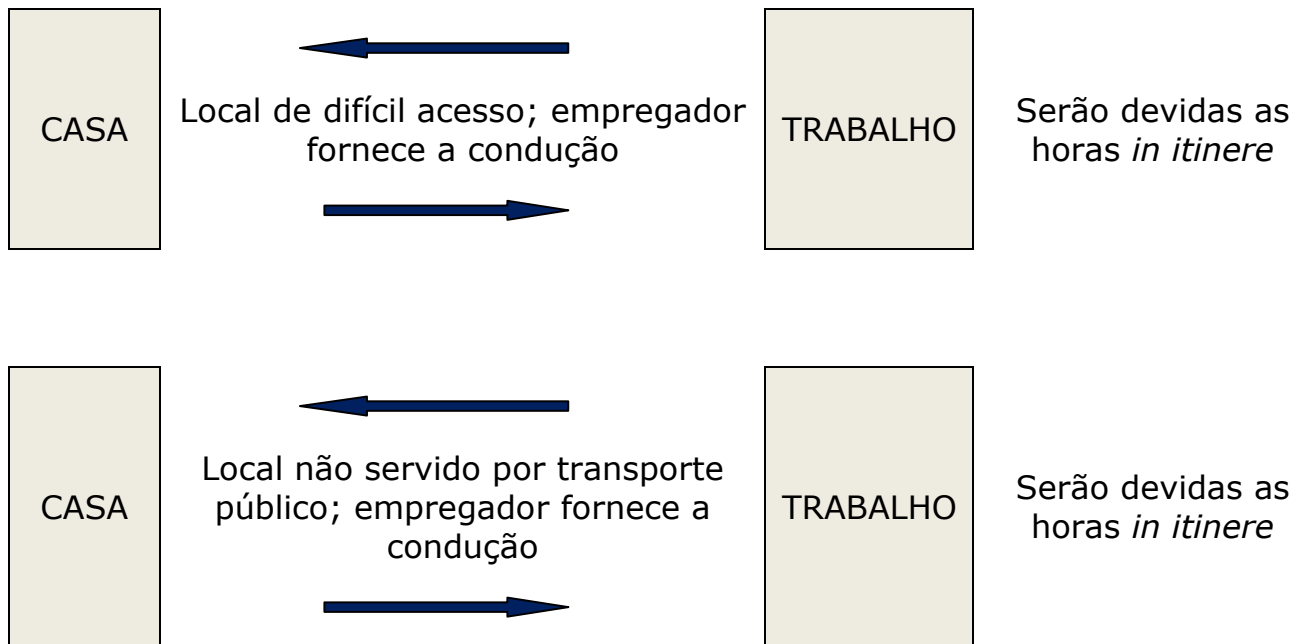 CASA
Local de difícil acesso; empregador
fornece a condução
TRABALHO
Serão devidas as
horas in itinere
CASA
Local não servido por transporte
público; empregador fornece a
condução
TRABALHO
Serão devidas as
horas in itinere